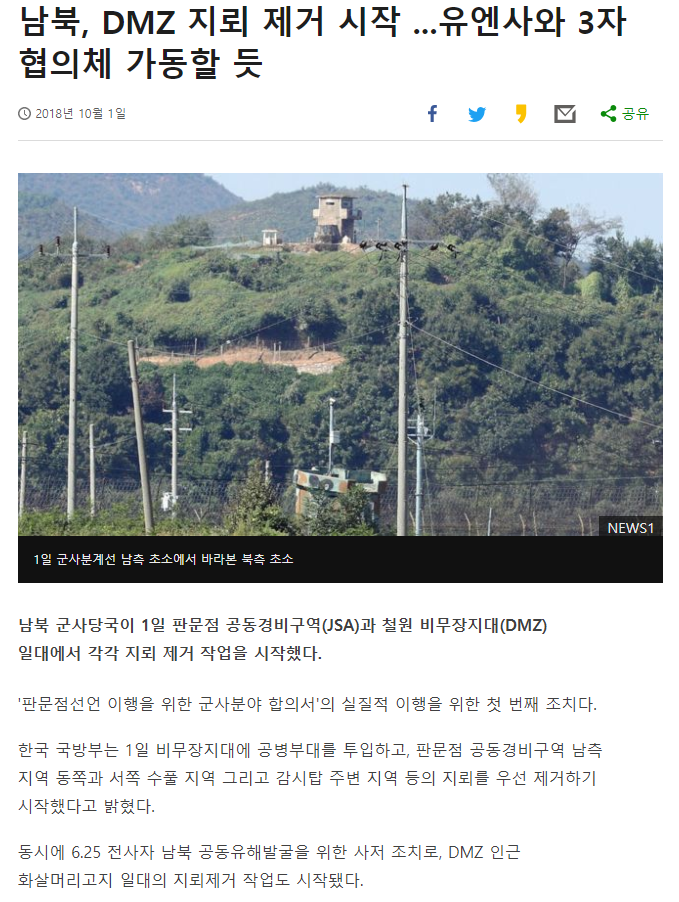 남북, DMZ 지뢰 제거 시작 ...유엔사와 3자
협의체 가동할 듯
2018년 10월 1일
공유
NEWS1
1일 군사분계선 남측 초소에서 바라본 북측 초소
남북 군사당국이 1일 판문점 공동경비구역(JSA)과 철원 비무장지대(DMZ)
일대에서 각각 지뢰 제거 작업을 시작했다.
'판문점선언 이행을 위한 군사분야 합의서'의 실질적 이행을 위한 첫 번째 조치다.
한국 국방부는 1일 비무장지대에 공병부대를 투입하고, 판문점 공동경비구역 남측
지역 동쪽과 서쪽 수풀 지역 그리고 감시탑 주변 지역 등의 지뢰를 우선 제거하기
시작했다고 밝혔다.
동시에 6.25 전사자 남북 공동유해발굴을 위한 사저 조치로, DMZ 인근
화살머리고지 일대의 지뢰제거 작업도 시작됐다.